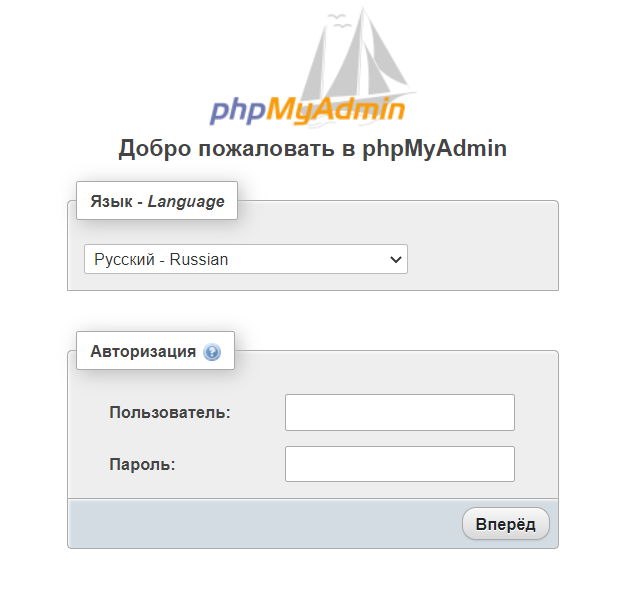 phpMyAdmin
Добро пожаловать в phpMyAdmin
Язык - Language
Русский - Russian
Авторизация
Пользователь:
Пароль:
Вперёд